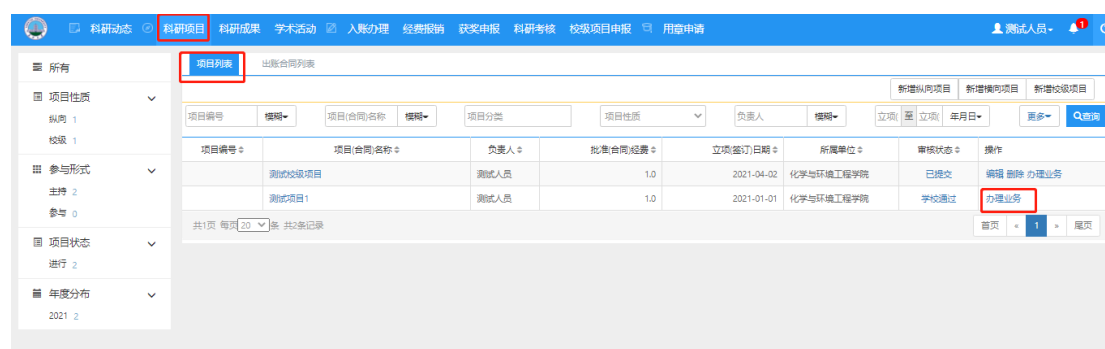 科研动态 科研项目 科研成果 学术活动 入账办理 经费报销 获奖申报 科研考核 校级项目申报 用章申请 测试人员 1
所有
项目性质
纵向 1
校级 1
参与形式
主持 2
参与 0
项目状态
进行 2
年度分布
2021 2
项目列表 出账合同列表
新增纵向项目 新增横向项目 新增校级项目
项目编号 模糊 项目(合同)名称 模糊 项目分类 项目性质 负责人 模糊 立项( 至 立项( 年月日 更多 查询
项目编号 项目(合同)名称 负责人 批准(合同)经费 立项(签订)日期 所属单位 审核状态 操作
测试校级项目 测试人员 1.0 2021-04-02 化学与环境工程学院 已提交 编辑 删除 办理业务
测试项目1 测试人员 1.0 2021-01-01 化学与环境工程学院 学校通过 办理业务
共1页 每页 20 条 共2条记录 首页 « 1 » 尾页